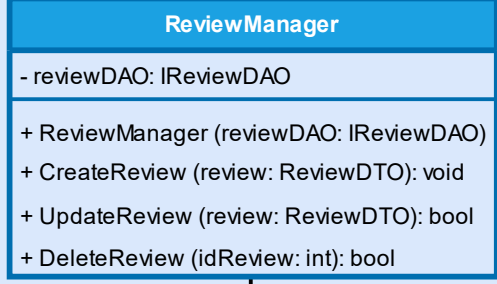 ReviewManager
- reviewDAO: IReviewDAO
+ ReviewManager (reviewDAO: IReviewDAO)
+ CreateReview (review: ReviewDTO): void
+ UpdateReview (review: ReviewDTO): bool
+ DeleteReview (idReview: int): bool